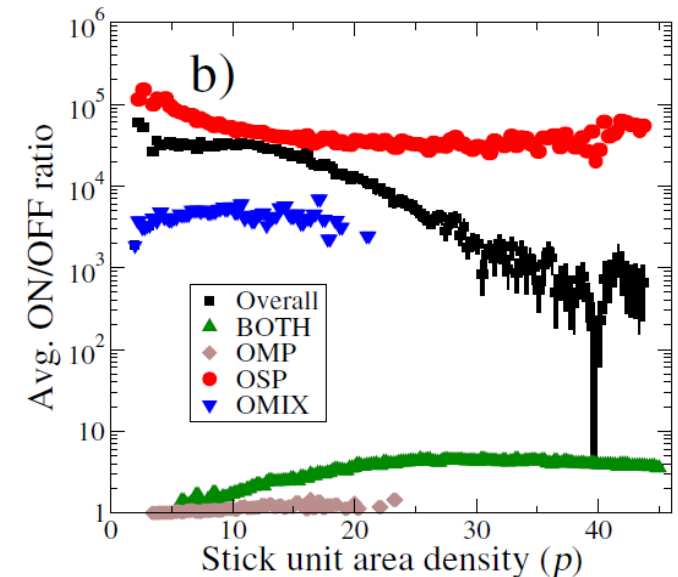 b)
10^6
10^5
10^4
10^3
10^2
10
1
Avg. ON/OFF ratio
Overall
BOTH
OMP
OSP
OMIX
0 10 20 30 40
Stick unit area density (p)